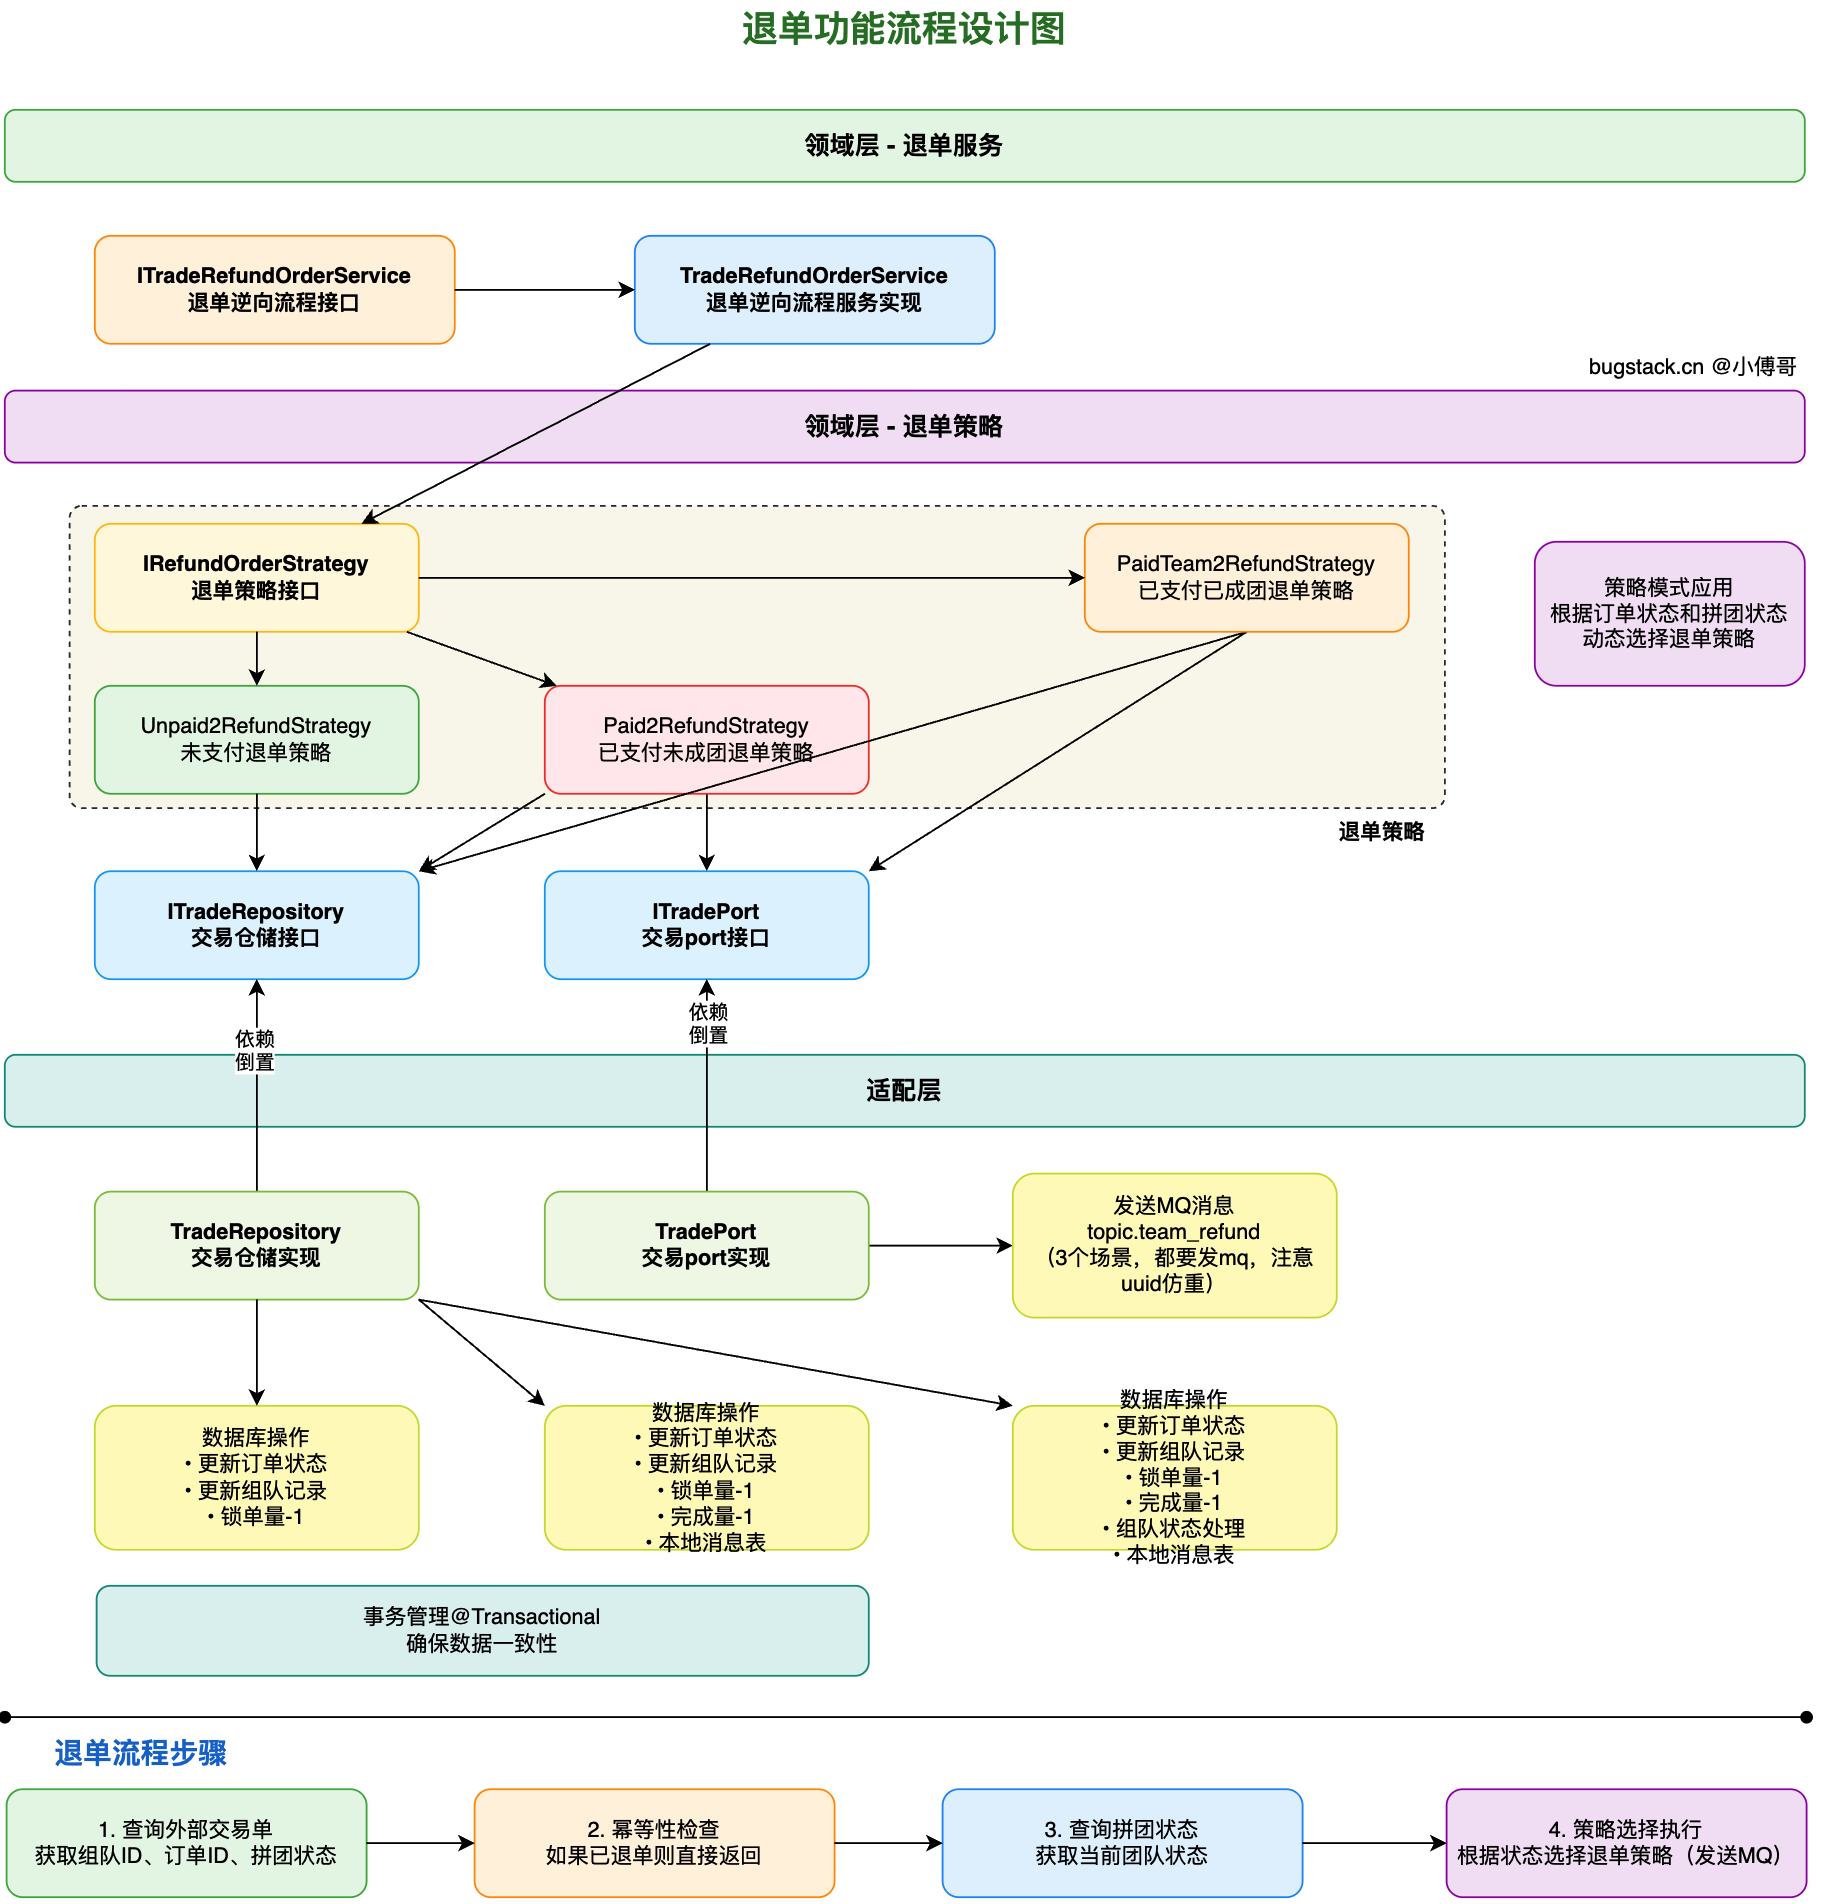 退单功能流程设计图
领域层 - 退单服务
ITradeRefundOrderService
退单逆向流程接口
TradeRefundOrderService
退单逆向流程服务实现
bugstack.cn @小傅哥
领域层 - 退单策略
IRefundOrderStrategy
退单策略接口
PaidTeam2RefundStrategy
已支付已成团退单策略
策略模式应用
根据订单状态和拼团状态
动态选择退单策略
Unpaid2RefundStrategy
未支付退单策略
Paid2RefundStrategy
已支付未成团退单策略
退单策略
ITradeRepository
交易仓储接口
ITradePort
交易port接口
依赖
倒置
依赖
倒置
适配层
TradeRepository
交易仓储实现
TradePort
交易port实现
发送MQ消息
topic.team_refund
（3个场景，都要发mq，注意
uuid仿重）
数据库操作
• 更新订单状态
• 更新组队记录
• 锁单量-1
数据库操作
• 更新订单状态
• 更新组队记录
• 锁单量-1
• 完成量-1
• 本地消息表
数据库操作
• 更新订单状态
• 更新组队记录
• 锁单量-1
• 完成量-1
• 组队状态处理
• 本地消息表
事务管理@Transactional
确保数据一致性
退单流程步骤
1. 查询外部交易单
获取组队ID、订单ID、拼团状态
2. 幂等性检查
如果已退单则直接返回
3. 查询拼团状态
获取当前团队状态
4. 策略选择执行
根据状态选择退单策略（发送MQ）